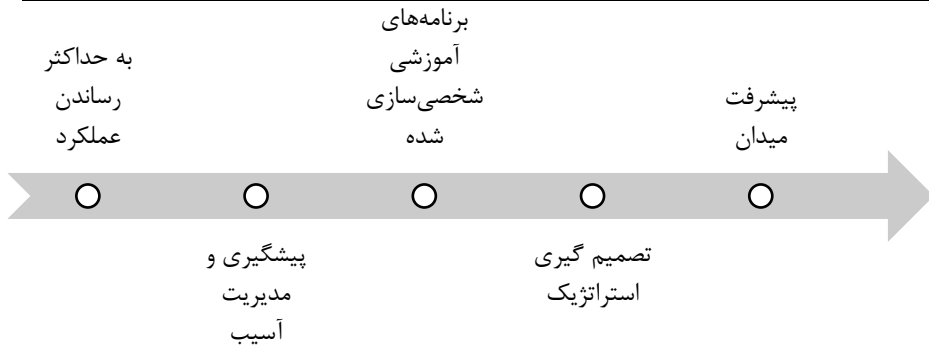 به حداکثر
رساندن
عملکرد
پیشگیری و
مدیریت
آسیب
برنامه‌های
آموزشی
شخصی‌سازی
شده
تصمیم گیری
استراتژیک
پیشرفت
میدان